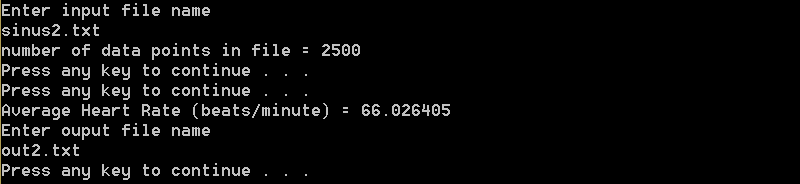 Enter input file name
sinus2.txt
number of data points in file = 2500
Press any key to continue . . .
Press any key to continue . . .
Average Heart Rate (beats/minute) = 66.026405
Enter ouput file name
out2.txt
Press any key to continue . . .